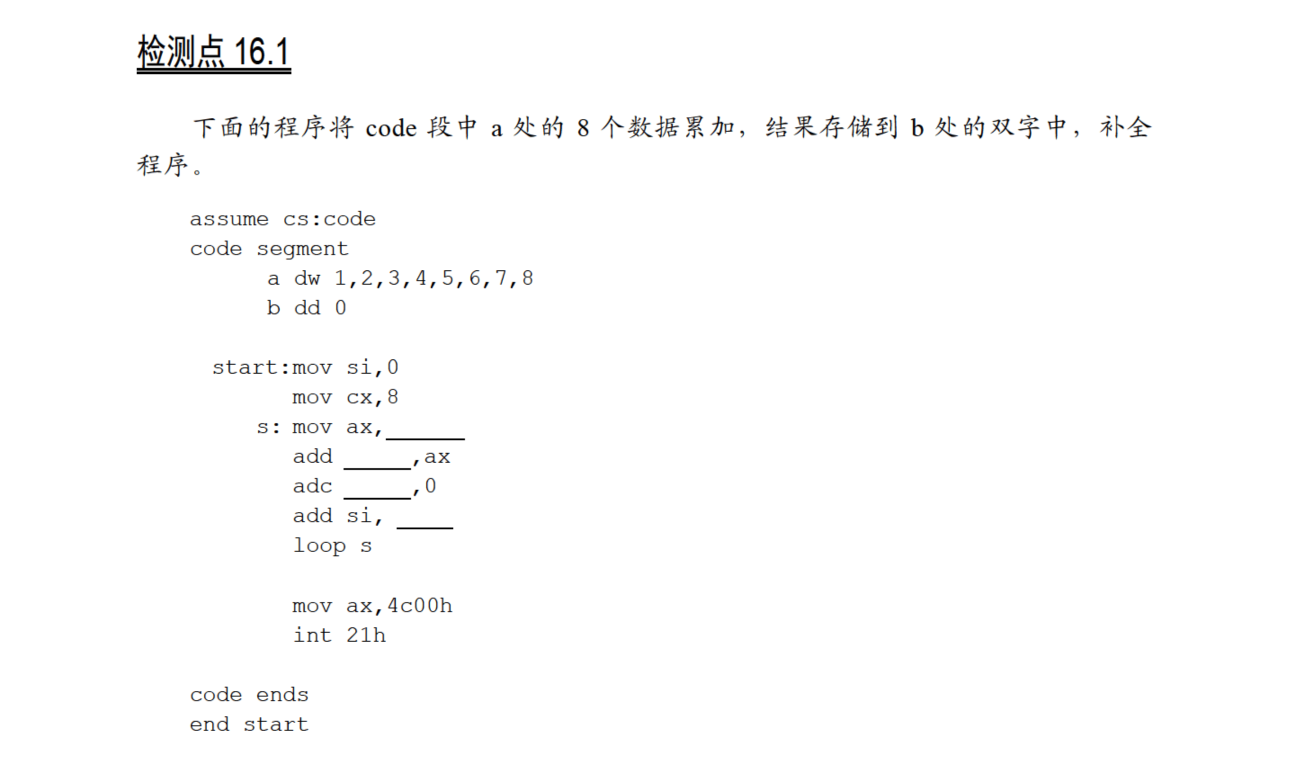 检测点 16.1
下面的程序将 code 段中 a 处的 8 个数据累加，结果存储到 b 处的双字中，补全
程序。
assume cs:code
code segment
a dw 1,2,3,4,5,6,7,8
b dd 0
start:mov si,0
mov cx,8
s: mov ax,______
add _____,ax
adc _____,0
add si, ____
loop s
mov ax,4c00h
int 21h
code ends
end start